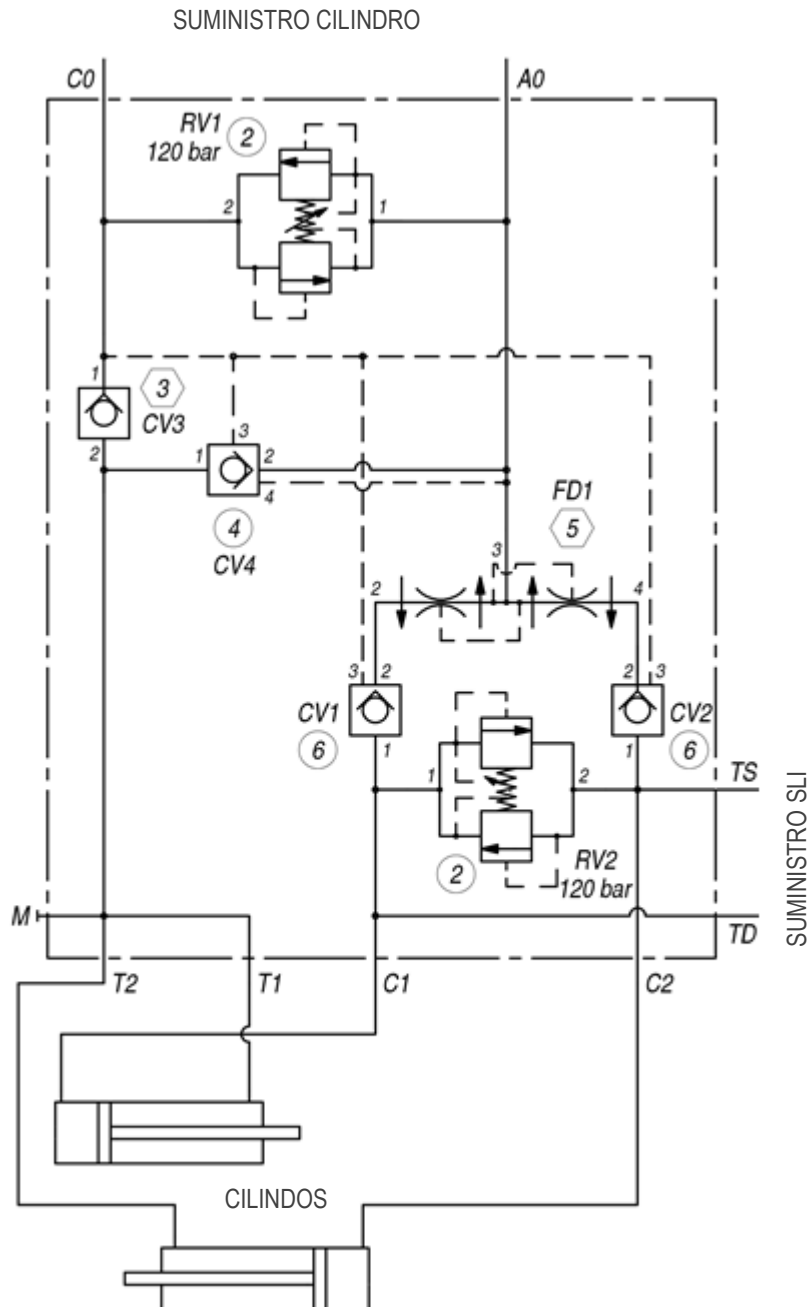 SUMINISTRO CILINDRO
C0
A0
RV1
120 bar
2
2
1
1
3
CV3
2
3
1
2
4
4
CV4
FD1
5
3
2
4
3
2
CV1
6
1
2
3
CV2
6
1
1
2
2
RV2
120 bar
TS
TD
SUMINISTRO SLI
M
T2
T1
C1
C2
CILINDOS